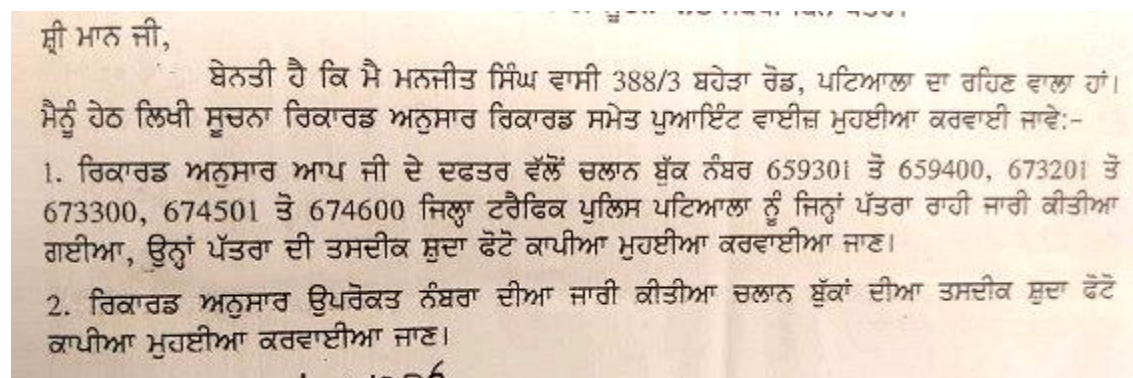 ਸ਼੍ਰੀ ਮਾਨ ਜੀ,
ਬੇਨਤੀ ਹੈ ਕਿ ਮੈ ਮਨਜੀਤ ਸਿੰਘ ਵਾਸੀ 388/3 ਬਹੇੜਾ ਰੋਡ, ਪਟਿਆਲਾ ਦਾ ਰਹਿਣ ਵਾਲਾ ਹਾਂ।
ਮੈਨੂੰ ਹੇਠ ਲਿਖੀ ਸੂਚਨਾ ਰਿਕਾਰਡ ਅਨੁਸਾਰ ਰਿਕਾਰਡ ਸਮੇਤ ਪੁਆਇੰਟ ਵਾਈਜ਼ ਮੁਹਈਆ ਕਰਵਾਈ ਜਾਵੇ:-
1. ਰਿਕਾਰਡ ਅਨੁਸਾਰ ਆਪ ਜੀ ਦੇ ਦਫਤਰ ਵੱਲੋਂ ਚਲਾਨ ਬੁੱਕ ਨੰਬਰ 659301 ਤੋ 659400, 673201 ਤੋ
673300, 674501 ਤੋ 674600 ਜਿਲ੍ਹਾ ਟਰੈਫਿਕ ਪੁਲਿਸ ਪਟਿਆਲਾ ਨੂੰ ਜਿਨ੍ਹਾਂ ਪੱਤਰਾ ਰਾਹੀ ਜਾਰੀ ਕੀਤੀਆ
ਗਈਆ, ਉਨ੍ਹਾਂ ਪੱਤਰਾ ਦੀ ਤਸਦੀਕ ਸ਼ੁਦਾ ਫੋਟੋ ਕਾਪੀਆ ਮੁਹਈਆ ਕਰਵਾਈਆ ਜਾਣ।
2. ਰਿਕਾਰਡ ਅਨੁਸਾਰ ਉਪਰੋਕਤ ਨੰਬਰਾ ਦੀਆ ਜਾਰੀ ਕੀਤੀਆ ਚਲਾਨ ਬੁੱਕਾਂ ਦੀਆ ਤਸਦੀਕ ਸ਼ੁਦਾ ਫੋਟੋ
ਕਾਪੀਆ ਮੁਹਈਆ ਕਰਵਾਈਆ ਜਾਣ।